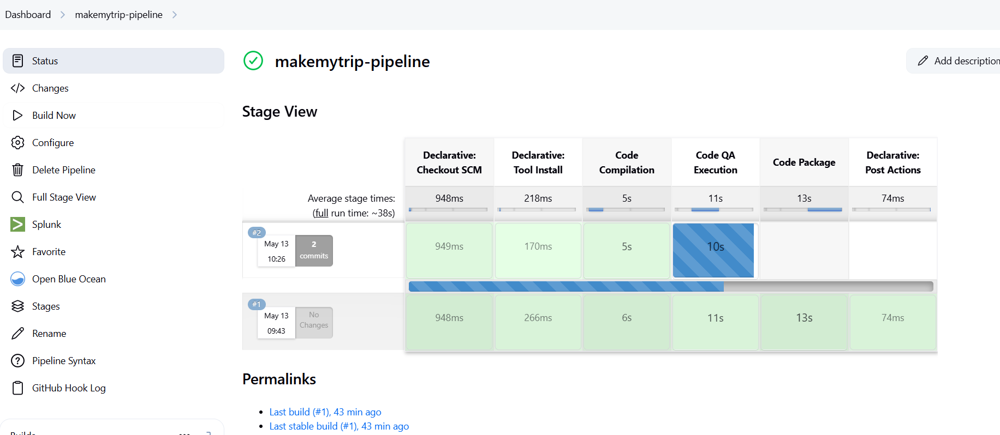 Dashboard
makemytrip-pipeline
Status
Changes
Build Now
Configure
Delete Pipeline
Full Stage View
Splunk
Favorite
Open Blue Ocean
Stages
Rename
Pipeline Syntax
GitHub Hook Log
Builds
makemytrip-pipeline
Add description
Stage View
Declarative: Checkout SCM
Declarative: Tool Install
Code Compilation
Code QA Execution
Code Package
Declarative: Post Actions
Average stage times:
(full run time: ~38s)
948ms 218ms 5s 11s 13s 74ms
#2
May 13
10:26
2 commits
949ms 170ms 5s 10s
#1
May 13
09:43
No Changes
948ms 266ms 6s 11s 13s 74ms
Permalinks
Last build (#1), 43 min ago
Last stable build (#1), 43 min ago